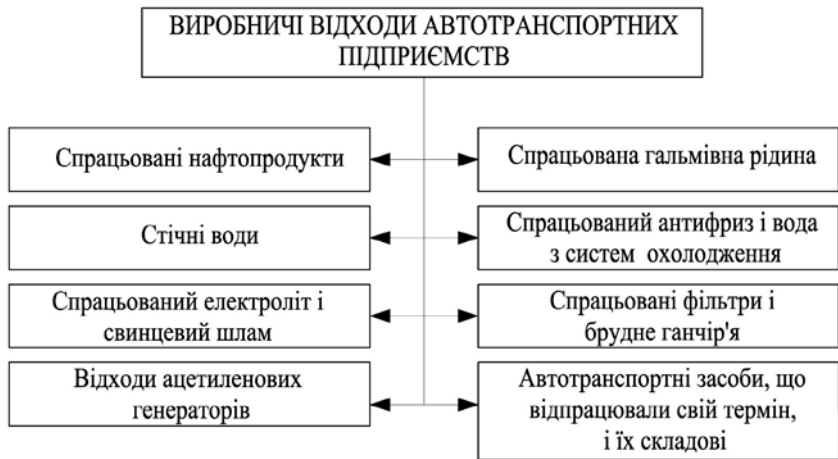 ВИРОБНИЧІ ВІДХОДИ АВТОТРАНСПОРТНИХ
ПІДПРИЄМСТВ
Спрацьовані нафтопродукти
Спрацьована гальмівна рідина
Стічні води
Спрацьований антифриз і вода
з систем охолодження
Спрацьований електроліт і
свинцевий шлам
Спрацьовані фільтри і
брудне ганчір'я
Відходи ацетиленових
генераторів
Автотранспортні засоби, що
відпрацювали свій термін,
і їх складові